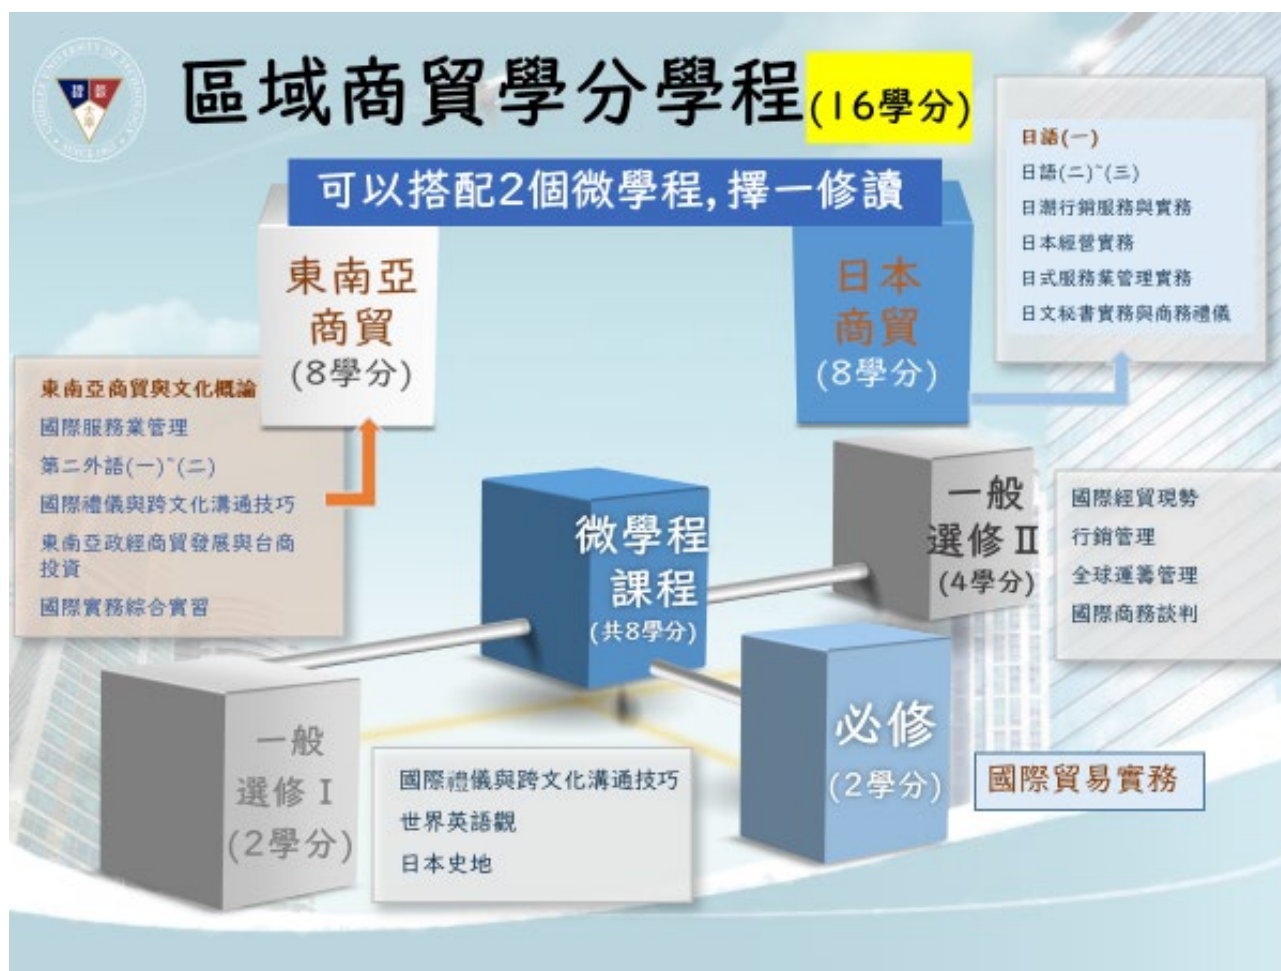 區域商貿學分學程(16學分)
可以搭配2個微學程,擇一修讀
東南亞
商貿
(8學分)
日本
商貿
(8學分)
日語(一)
日語(二)~(三)
日潮行銷服務與實務
日本經營實務
日式服務業管理實務
日文秘書實務與商務禮儀
東南亞商貿與文化概論
國際服務業管理
第二外語(一)~(二)
國際禮儀與跨文化溝通技巧
東南亞政經商貿發展與台商
投資
國際實務綜合實習
微學程
課程
(共8學分)
一般
選修Ⅱ
(4學分)
國際經貿現勢
行銷管理
全球運籌管理
國際商務談判
一般
選修Ⅰ
(2學分)
國際禮儀與跨文化溝通技巧
世界英語觀
日本史地
必修
(2學分)
國際貿易實務